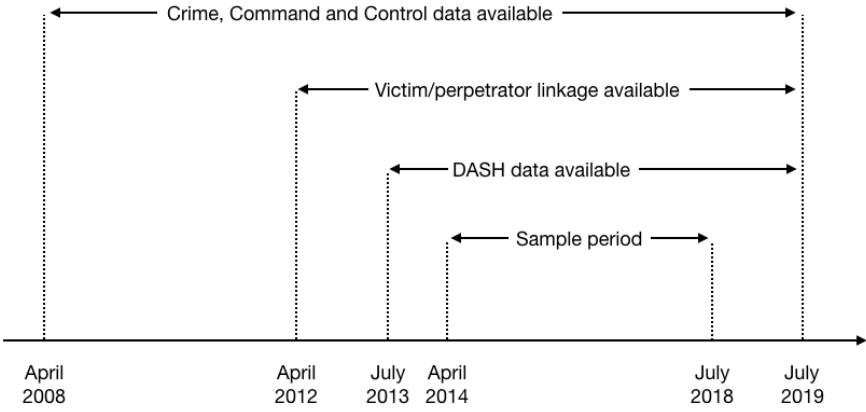 Crime, Command and Control data available
Victim/perpetrator linkage available
DASH data available
Sample period
April April July April July July
2008 2012 2013 2014 2018 2019